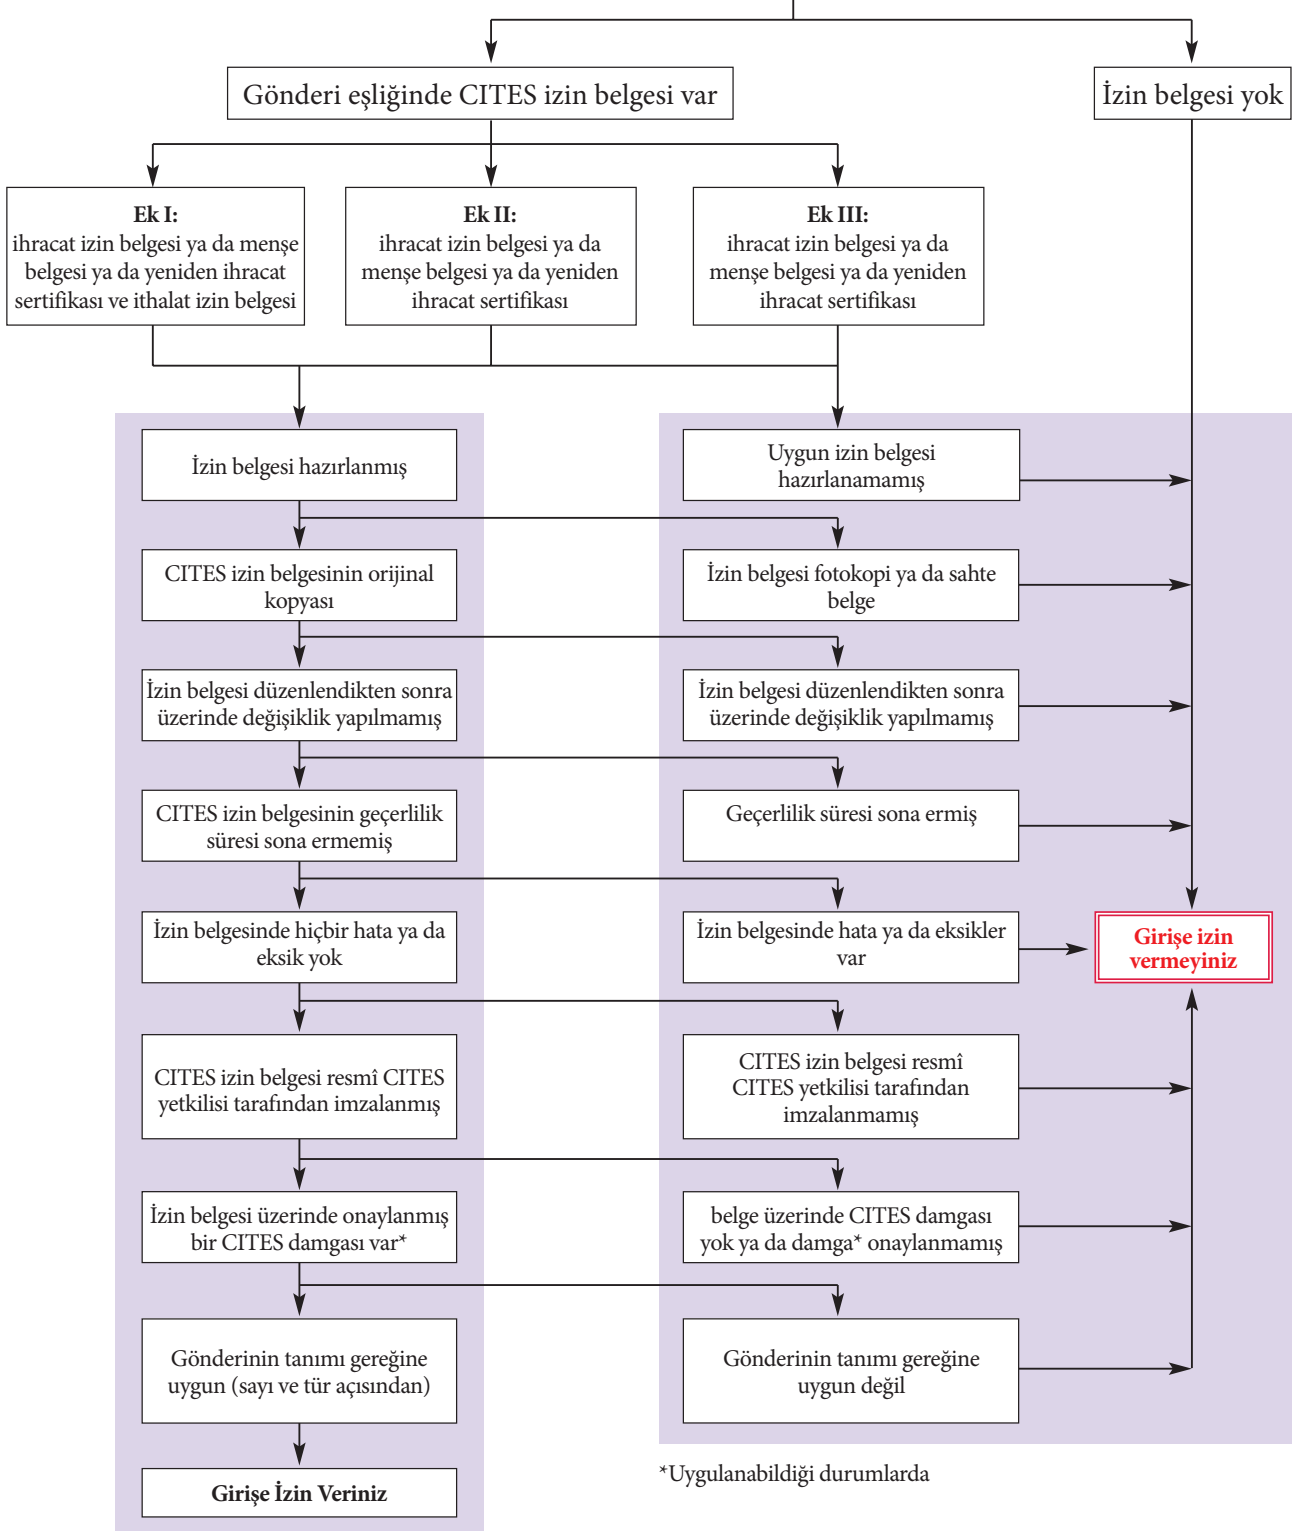 Gönderi eşliğinde CITES izin belgesi var
İzin belgesi yok
Ek I:
ihracat izin belgesi ya da menşe
belgesi ya da yeniden ihracat
sertifikası ve ithalat izin belgesi
Ek II:
ihracat izin belgesi ya da
menşe belgesi ya da yeniden
ihracat sertifikası
Ek III:
ihracat izin belgesi ya da
menşe belgesi ya da yeniden
ihracat sertifikası
İzin belgesi hazırlanmış
Uygun izin belgesi
hazırlanamamış
CITES izin belgesinin orijinal
kopyası
İzin belgesi fotokopi ya da sahte
belge
İzin belgesi düzenlendikten sonra
üzerinde değişiklik yapılmamış
İzin belgesi düzenlendikten sonra
üzerinde değişiklik yapılmamış
CITES izin belgesinin geçerlilik
süresi sona ermemiş
Geçerlilik süresi sona ermiş
İzin belgesinde hiçbir hata ya da
eksik yok
İzin belgesinde hata ya da eksikler
var
Girişe izin
vermeyiniz
CITES izin belgesi resmî CITES
yetkilisi tarafından imzalanmış
CITES izin belgesi resmî
CITES yetkilisi tarafından
imzalanmamış
İzin belgesi üzerinde onaylanmış
bir CITES damgası var*
belge üzerinde CITES damgası
yok ya da damga* onaylanmamış
Gönderinin tanımı gereğine
uygun (sayı ve tür açısından)
Gönderinin tanımı gereğine
uygun değil
Girişe İzin Veriniz
*Uygulanabildiği durumlarda